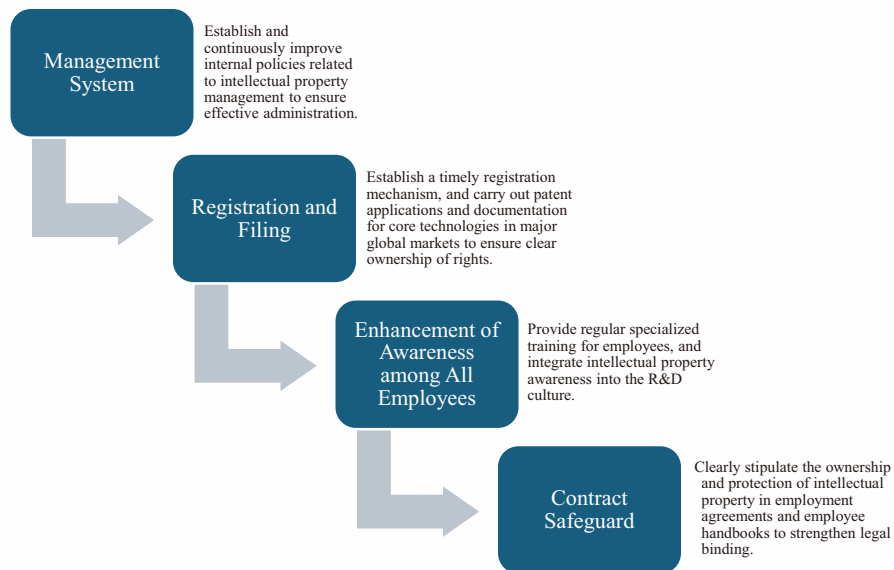 Management
System
Establish and
continuously improve
internal policies related
to intellectual property
management to ensure
effective administration.
Registration and
Filing
Establish a timely registration
mechanism, and carry out patent
applications and documentation
for core technologies in major
global markets to ensure clear
ownership of rights.
Enhancement of
Awareness
among All
Employees
Provide regular specialized
training for employees, and
integrate intellectual property
awareness into the R&D
culture.
Contract
Safeguard
Clearly stipulate the ownership
and protection of intellectual
property in employment
agreements and employee
handbooks to strengthen legal
binding.